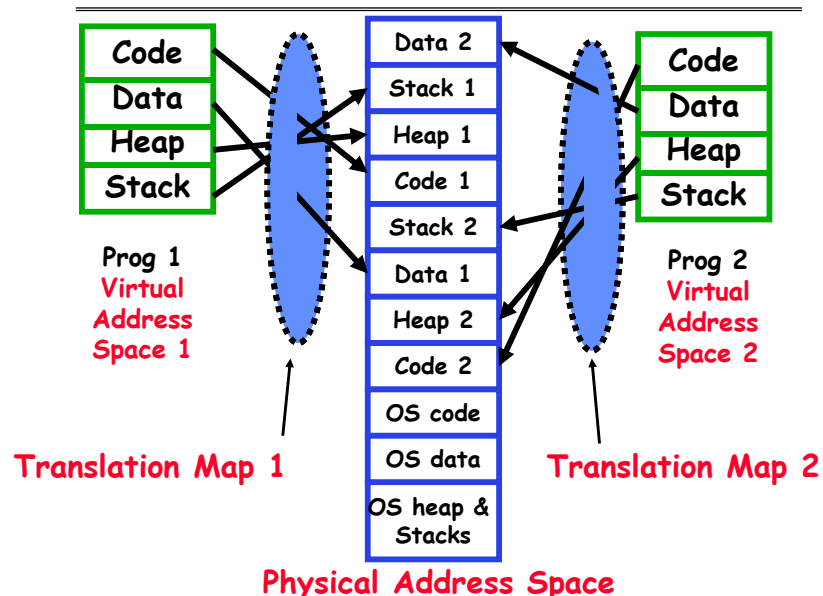 Code
Data
Heap
Stack
Prog 1
Virtual
Address
Space 1
Translation Map 1
Data 2
Stack 1
Heap 1
Code 1
Stack 2
Data 1
Heap 2
Code 2
OS code
OS data
OS heap &
Stacks
Physical Address Space
Code
Data
Heap
Stack
Prog 2
Virtual
Address
Space 2
Translation Map 2